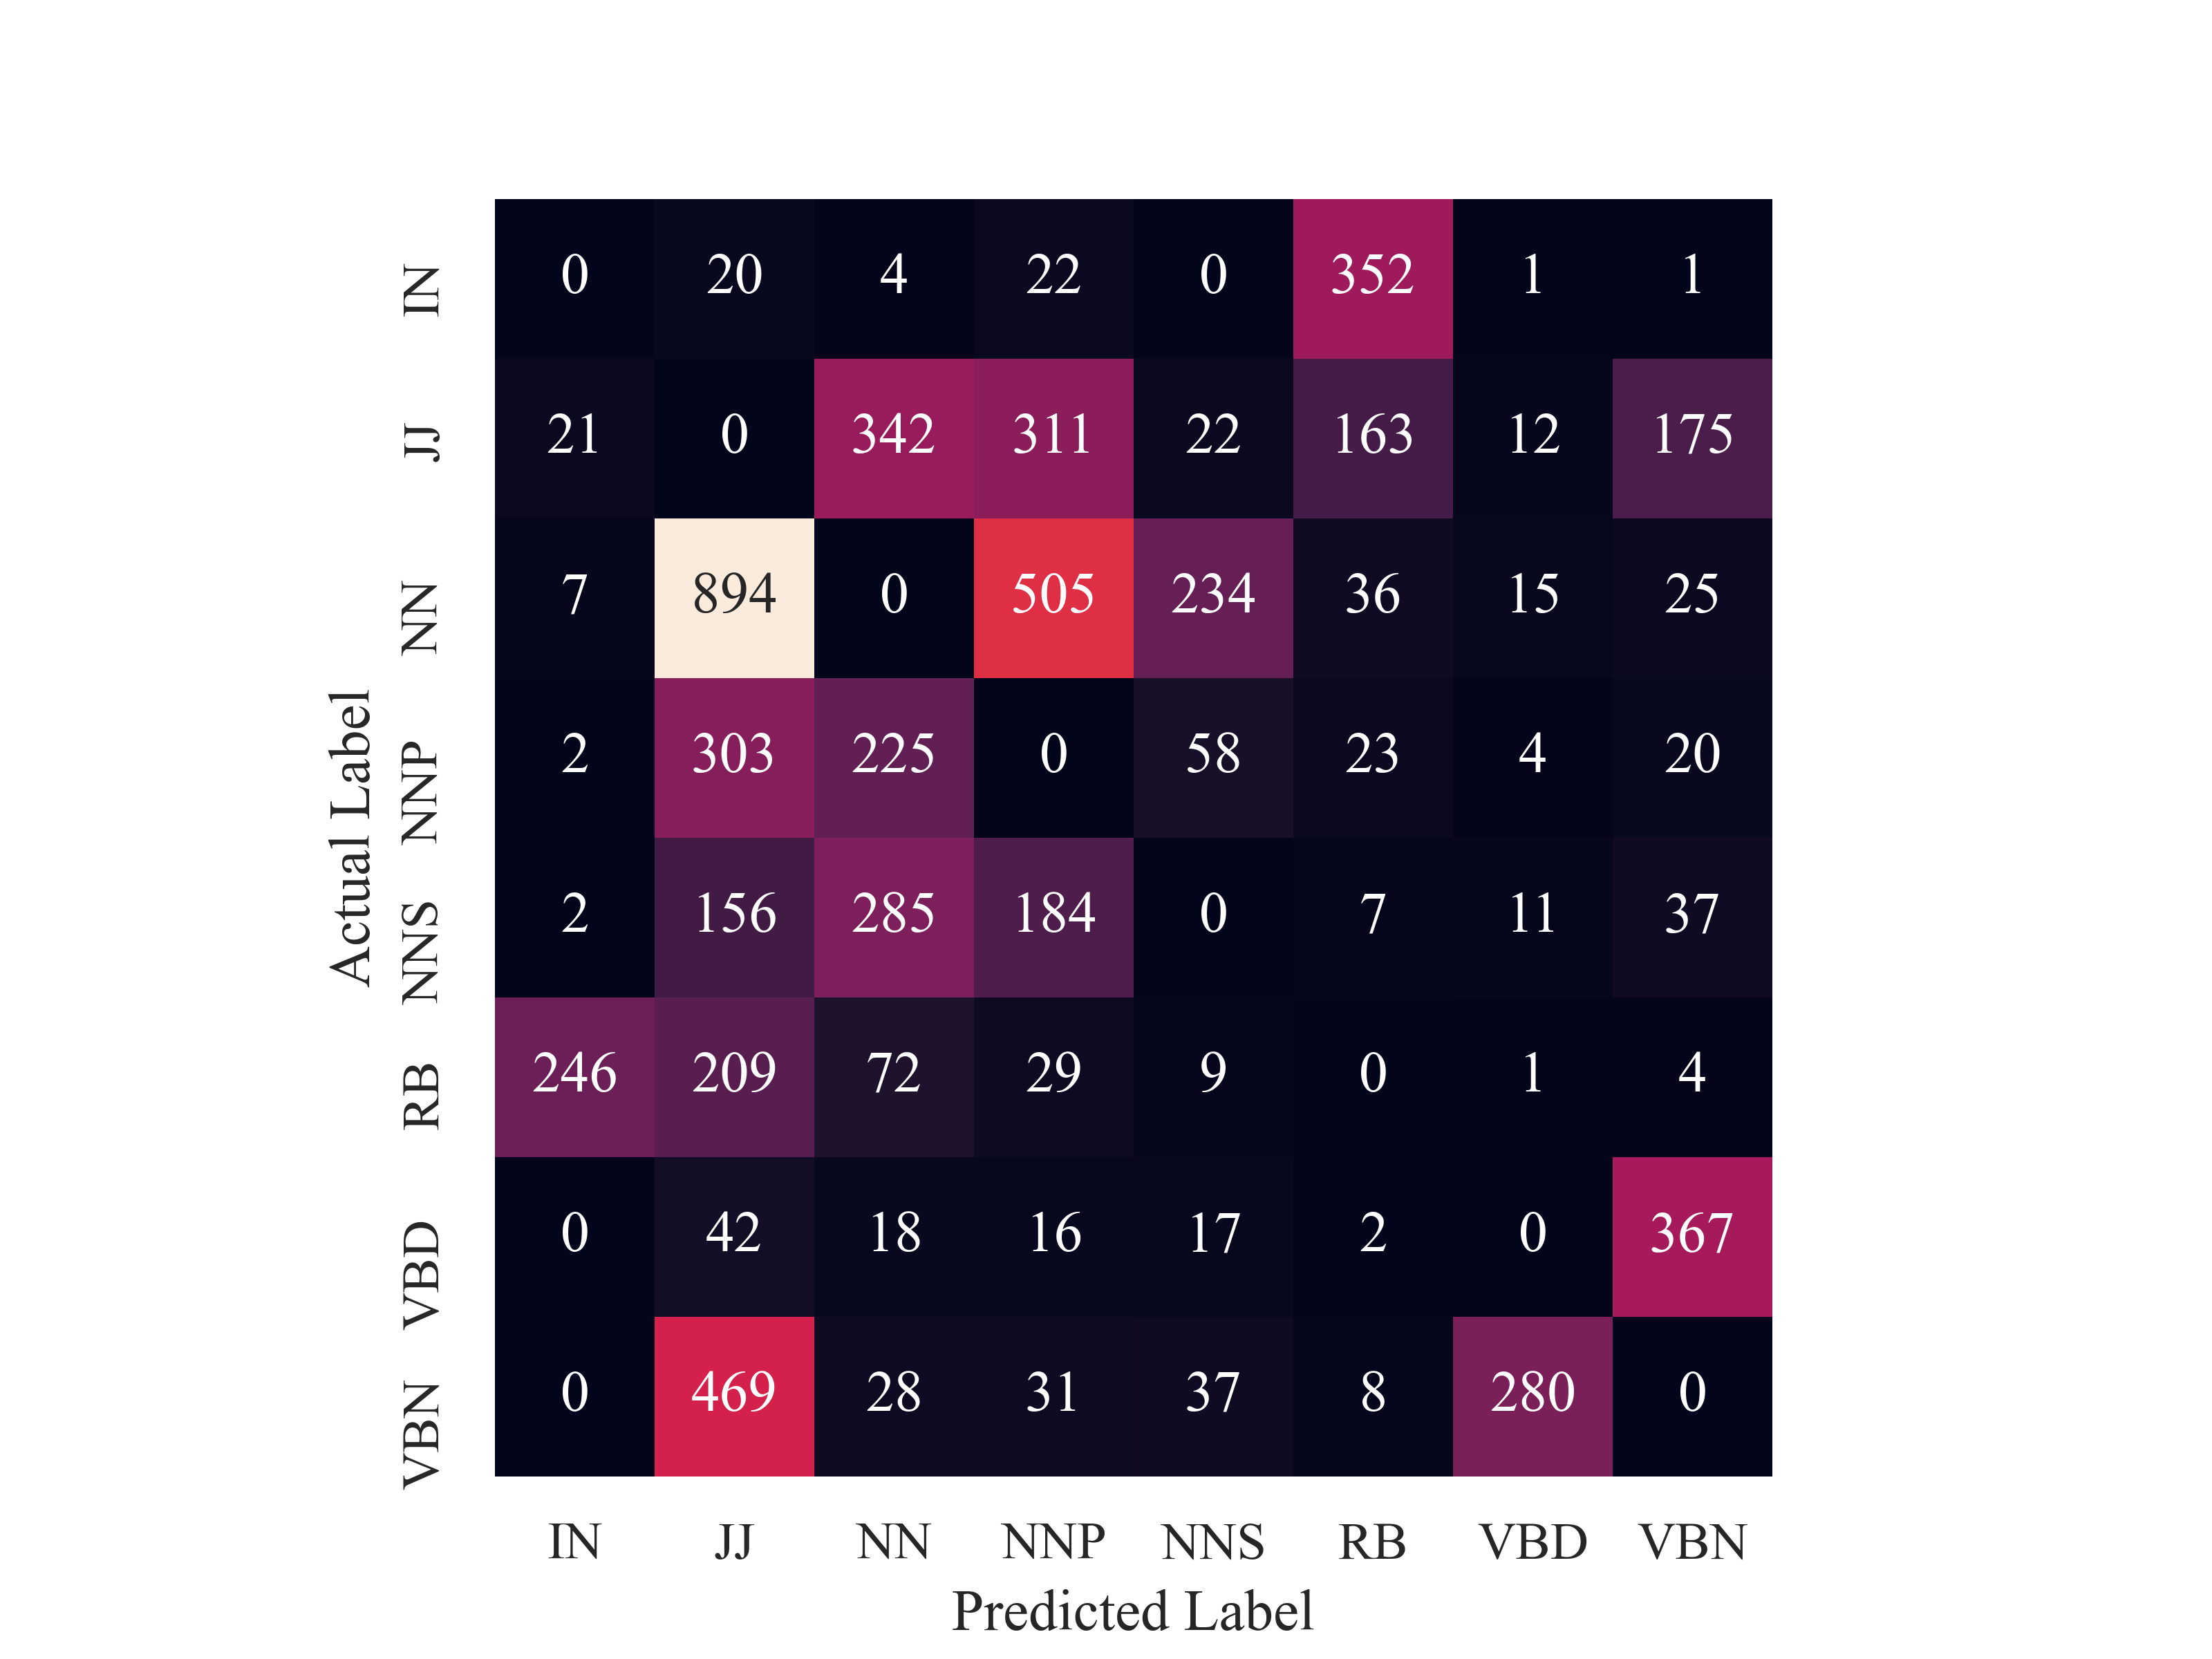 0 20 4 22 0 352 1 1
21 0 342 311 22 163 12 175
7 894 0 505 234 36 15 25
2 303 225 0 58 23 4 20
2 156 285 184 0 7 11 37
246 209 72 29 9 0 1 4
0 42 18 16 17 2 0 367
0 469 28 31 37 8 280 0
IN
JJ
NN
NNP
NNS
RB
VBD
VBN
Actual Label
IN JJ NN NNP NNS RB VBD VBN
Predicted Label